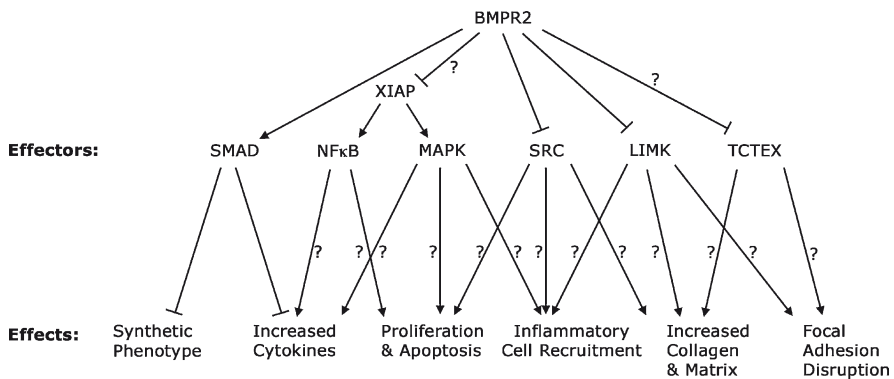 BMPR2
?
?
XIAP
Effectors:
SMAD
NFκB
MAPK
SRC
LIMK
TCTEX
? ? ? ? ? ? ? ? ? ? ? ?
Effects:
Synthetic
Phenotype
Increased
Cytokines
Proliferation
& Apoptosis
Inflammatory
Cell Recruitment
Increased
Collagen
& Matrix
Focal
Adhesion
Disruption